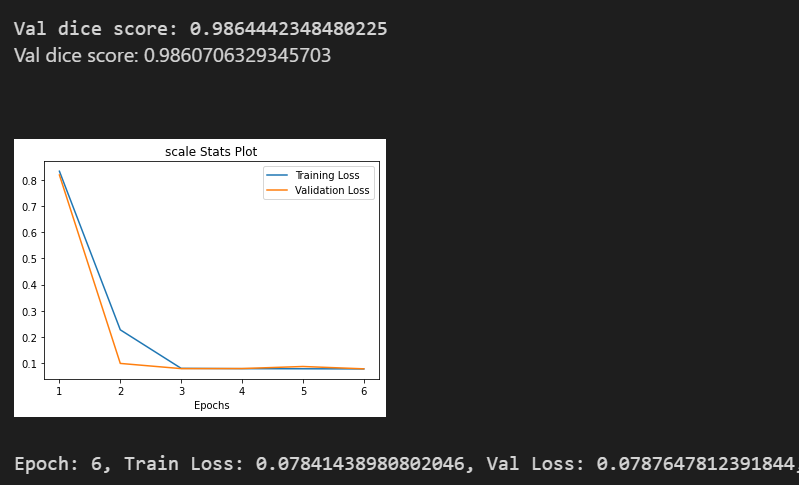 Val dice score: 0.9864442348480225
Val dice score: 0.9860706329345703
scale Stats Plot
Training Loss
Validation Loss
0.8
0.7
0.6
0.5
0.4
0.3
0.2
0.1
1 2 3 4 5 6
Epochs
Epoch: 6, Train Loss: 0.07841438980802046, Val Loss: 0.0787647812391844,